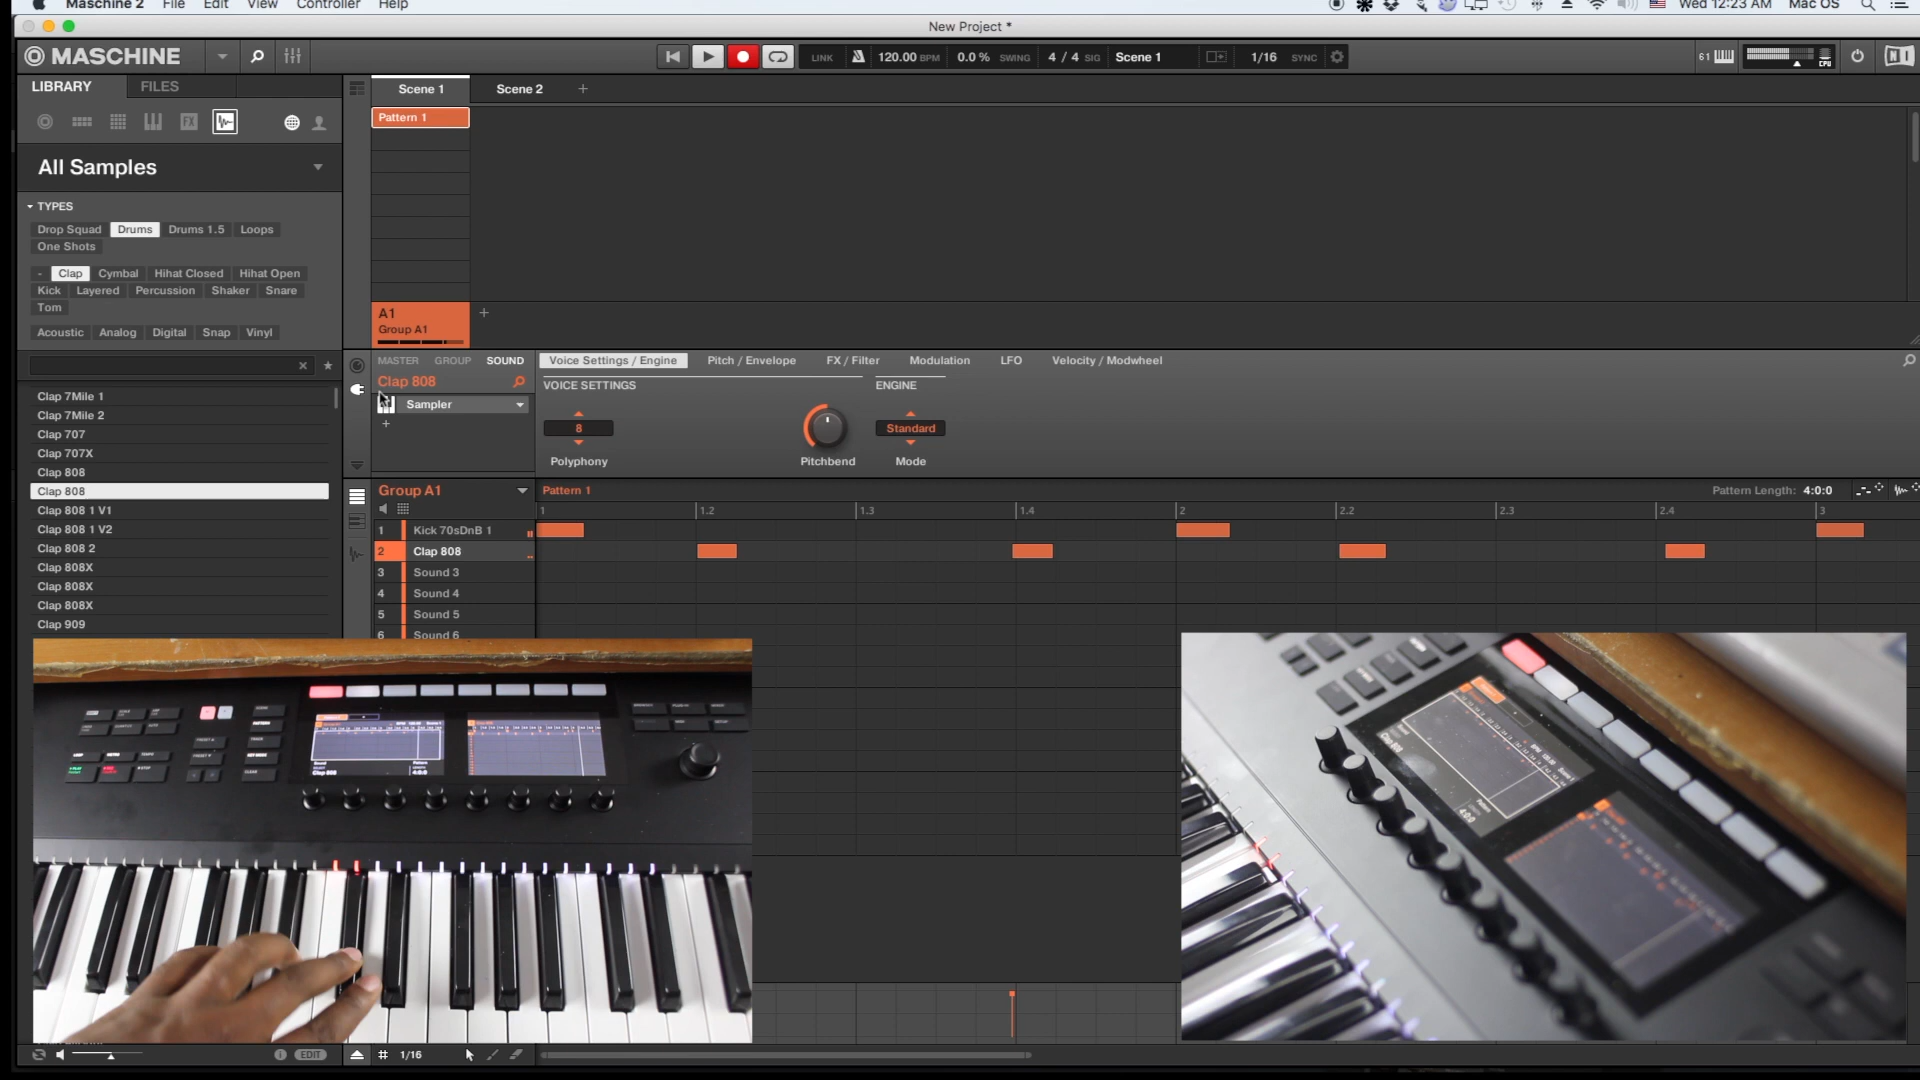 Maschine 2 File Edit View Controller Help Wed 12:23 AM Mac OS
New Project *
MASCHINE LINK 120.00 BPM 0.0 % SWING 4 / 4 SIG Scene 1 1/16 SYNC 61 CPU
LIBRARY FILES Scene 1 Scene 2 +
FX Pattern 1
All Samples
TYPES
Drop Squad Drums Drums 1.5 Loops
One Shots
- Clap Cymbal Hihat Closed Hihat Open
Kick Layered Percussion Shaker Snare
Tom
Acoustic Analog Digital Snap Vinyl
A1 +
Group A1
MASTER GROUP SOUND Voice Settings / Engine Pitch / Envelope FX / Filter Modulation LFO Velocity / Modwheel
Clap 808 VOICE SETTINGS ENGINE
Sampler
+
8 Standard
Polyphony Pitchbend Mode
Clap 7Mile 1
Clap 7Mile 2
Clap 707
Clap 707X
Clap 808
Clap 808
Clap 808 1 V1
Clap 808 1 V2
Clap 808 2
Clap 808X
Clap 808X
Clap 808X
Clap 909
Group A1 Pattern 1 Pattern Length: 4:0:0
1 1.2 1.3 1.4 2 2.2 2.3 2.4 3
1 Kick 70sDnB 1
2 Clap 808
3 Sound 3
4 Sound 4
5 Sound 5
6 Sound 6
EDIT 1/16